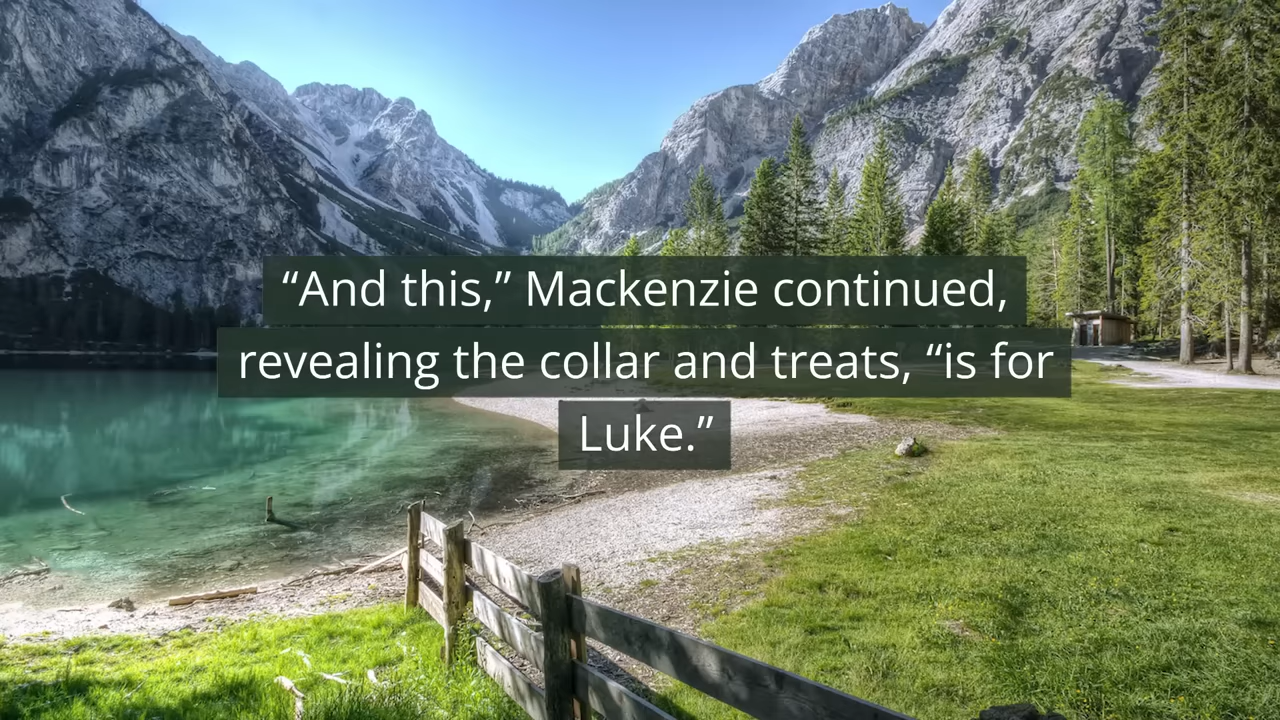 “And this,” Mackenzie continued,
revealing the collar and treats, “is for
Luke.”